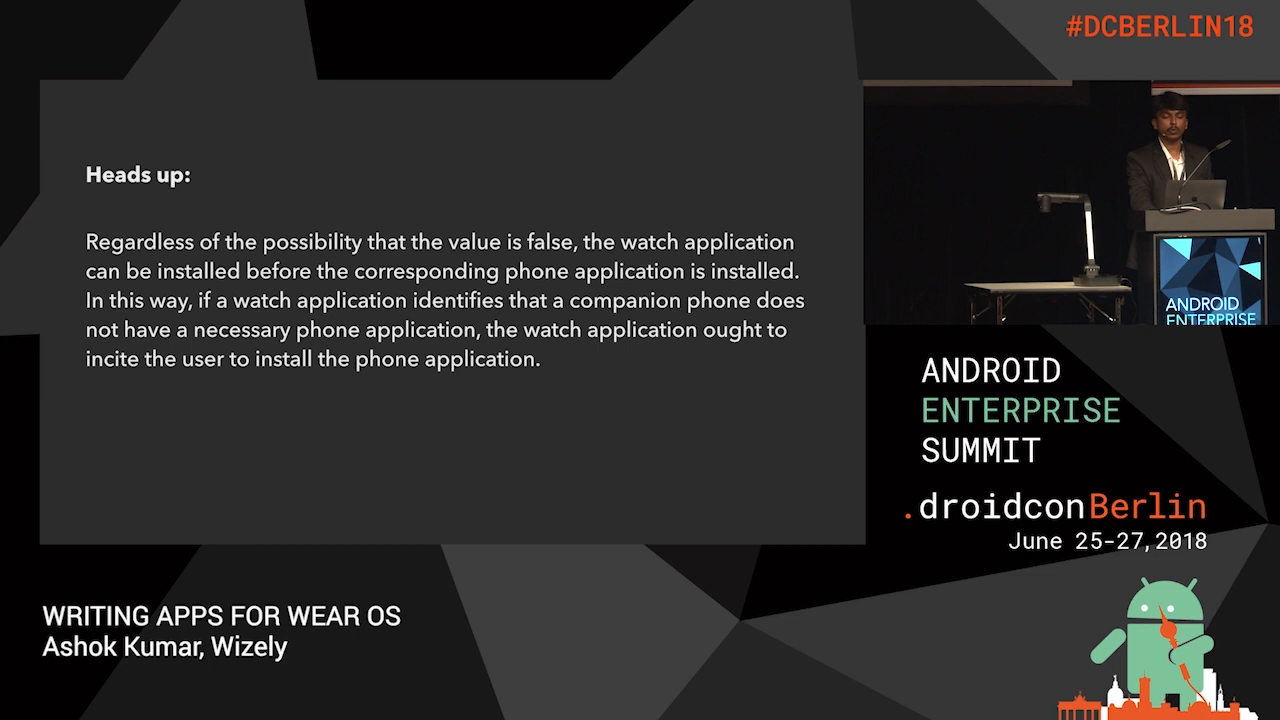 #DCBERLIN18
Heads up:
Regardless of the possibility that the value is false, the watch application
can be installed before the corresponding phone application is installed.
In this way, if a watch application identifies that a companion phone does
not have a necessary phone application, the watch application ought to
incite the user to install the phone application.
ANDROID
ENTERPRISE
ANDROID
ENTERPRISE
SUMMIT
.droidconBerlin
June 25-27, 2018
WRITING APPS FOR WEAR OS
Ashok Kumar, Wizely